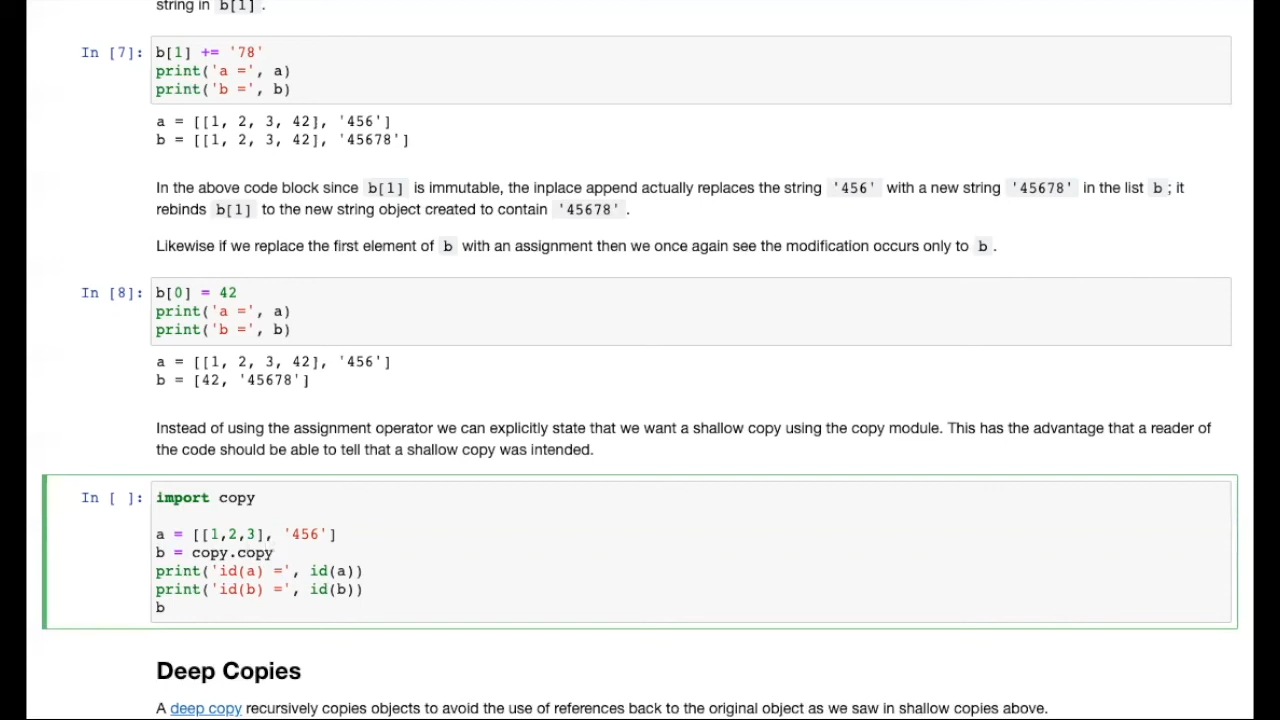 string in b[1] .
In [7]: b[1] += '78'
print('a =', a)
print('b =', b)
a = [[1, 2, 3, 42], '456']
b = [[1, 2, 3, 42], '45678']
In the above code block since b[1] is immutable, the inplace append actually replaces the string '456' with a new string '45678' in the list b ; it
rebinds b[1] to the new string object created to contain '45678' .
Likewise if we replace the first element of b with an assignment then we once again see the modification occurs only to b .
In [8]: b[0] = 42
print('a =', a)
print('b =', b)
a = [[1, 2, 3, 42], '456']
b = [42, '45678']
Instead of using the assignment operator we can explicitly state that we want a shallow copy using the copy module. This has the advantage that a reader of
the code should be able to tell that a shallow copy was intended.
In [ ]: import copy
a = [[1,2,3], '456']
b = copy.copy
print('id(a) =', id(a))
print('id(b) =', id(b))
b
Deep Copies
A deep copy recursively copies objects to avoid the use of references back to the original object as we saw in shallow copies above.